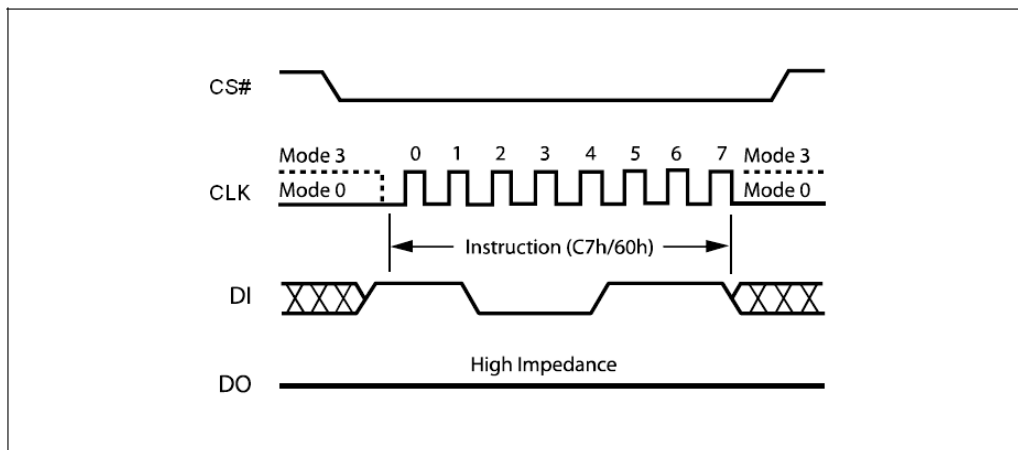 CS#
Mode 3 0 1 2 3 4 5 6 7 Mode 3
CLK Mode 0 Mode 0
Instruction (C7h/60h)
DI
High Impedance
DO